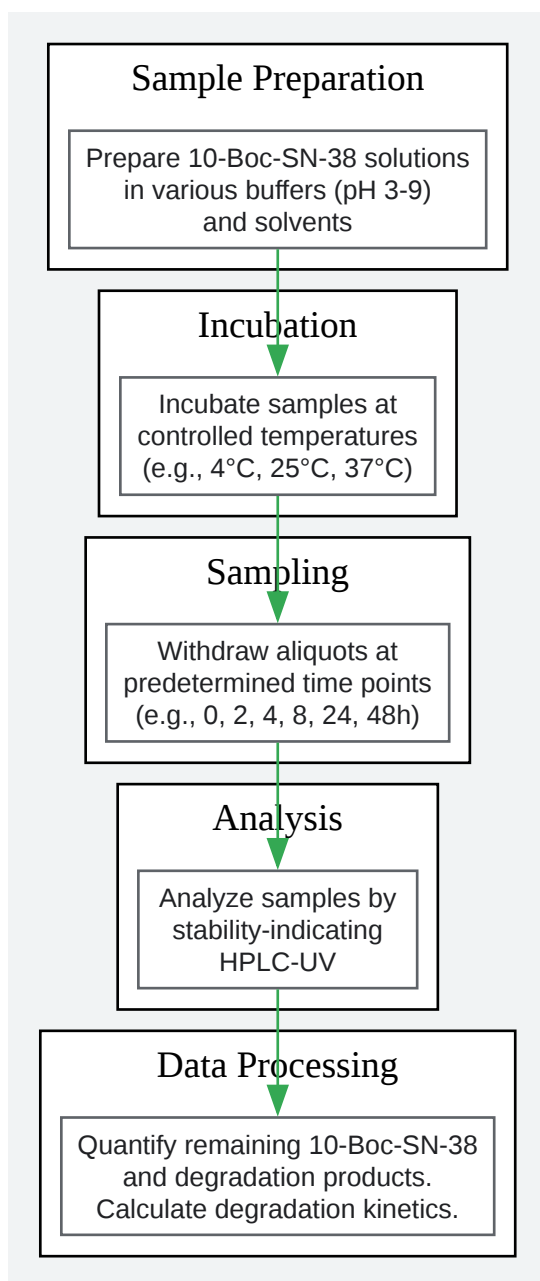 Sample Preparation
Prepare 10-Boc-SN-38 solutions
in various buffers (pH 3-9)
and solvents
Incubation
Incubate samples at
controlled temperatures
(e.g., 4°C, 25°C, 37°C)
Sampling
Withdraw aliquots at
predetermined time points
(e.g., 0, 2, 4, 8, 24, 48h)
Analysis
Analyze samples by
stability-indicating
HPLC-UV
Data Processing
Quantify remaining 10-Boc-SN-38
and degradation products.
Calculate degradation kinetics.